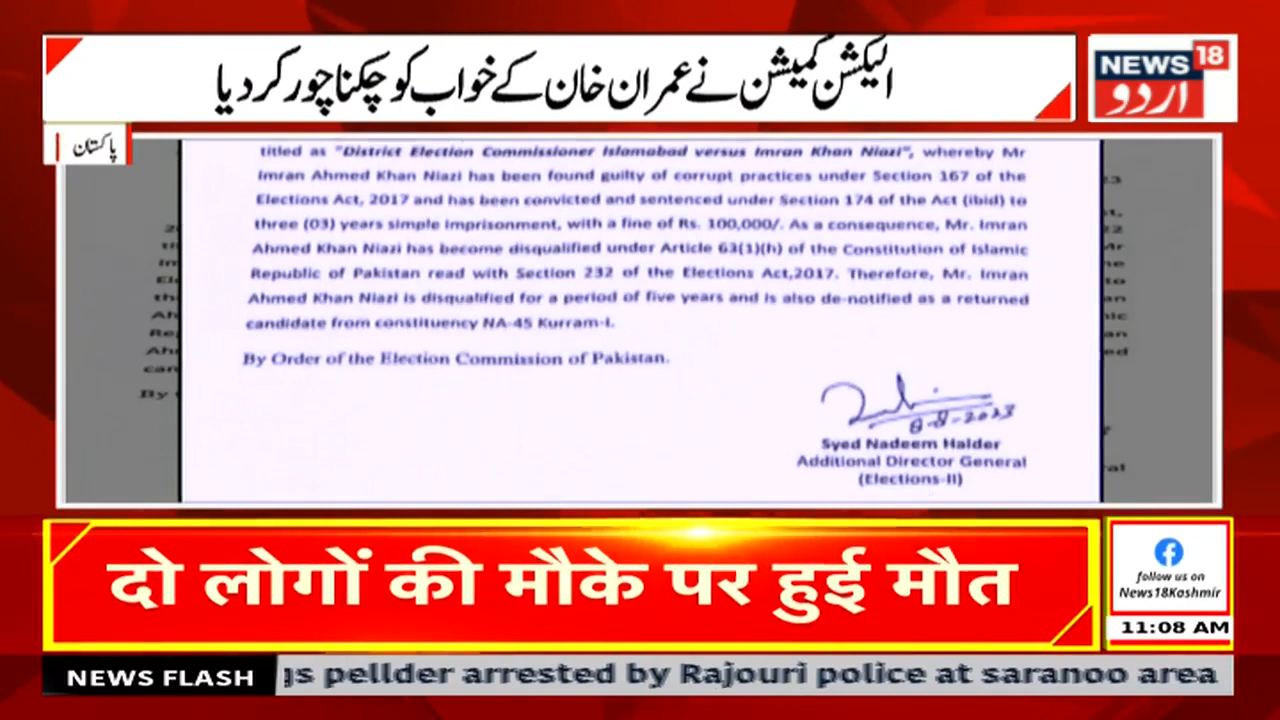 الیکشن کمیشن نے عمران خان کے خواب کو چکنا چور کر دیا
NEWS 18
اردو
پاکستان
titled as "District Election Commissioner Islamabad versus Imran Khan Niazi", whereby Mr
Imran Ahmed Khan Niazi has been found guilty of corrupt practices under Section 167 of the
Elections Act, 2017 and has been convicted and sentenced under Section 174 of the Act (ibid) to
three (03) years simple imprisonment, with a fine of Rs. 100,000/. As a consequence, Mr. Imran
Ahmed Khan Niazi has become disqualified under Article 63(1)(h) of the Constitution of Islamic
Republic of Pakistan read with Section 232 of the Elections Act,2017. Therefore, Mr. Imran
Ahmed Khan Niazi is disqualified for a period of five years and is also de-notified as a returned
candidate from constituency NA-45 Kurram-I.
By Order of the Election Commission of Pakistan.
8-8-2023
Syed Nadeem Haider
Additional Director General
(Elections-II)
दो लोगों की मौके पर हुई मौत
follow us on
News18Kashmir
11:08 AM
NEWS FLASH
gs pellder arrested by Rajouri police at saranoo area